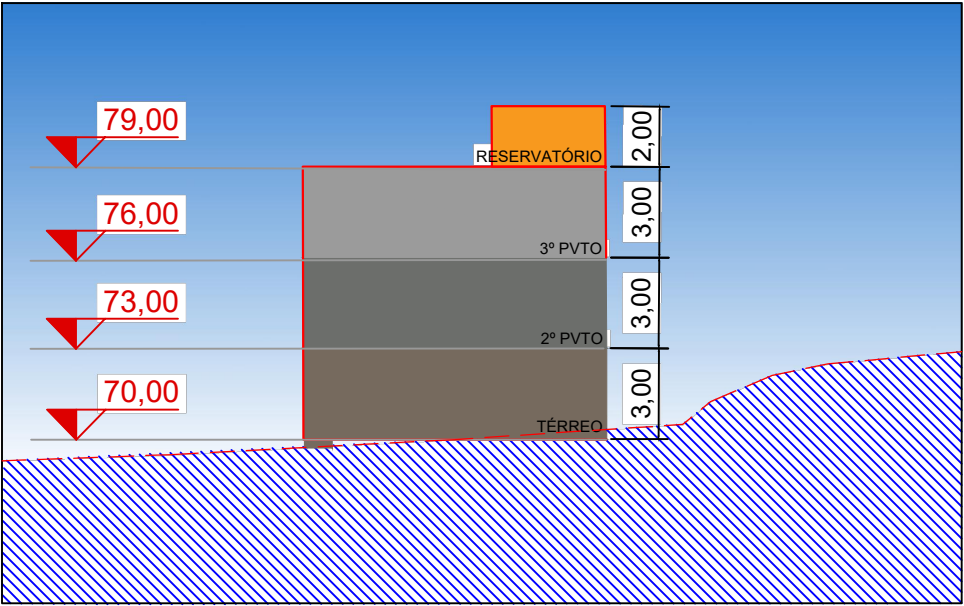 79,00
2,00
RESERVATÓRIO
76,00
3,00
3º PVTO
73,00
3,00
2º PVTO
70,00
3,00
TÉRREO